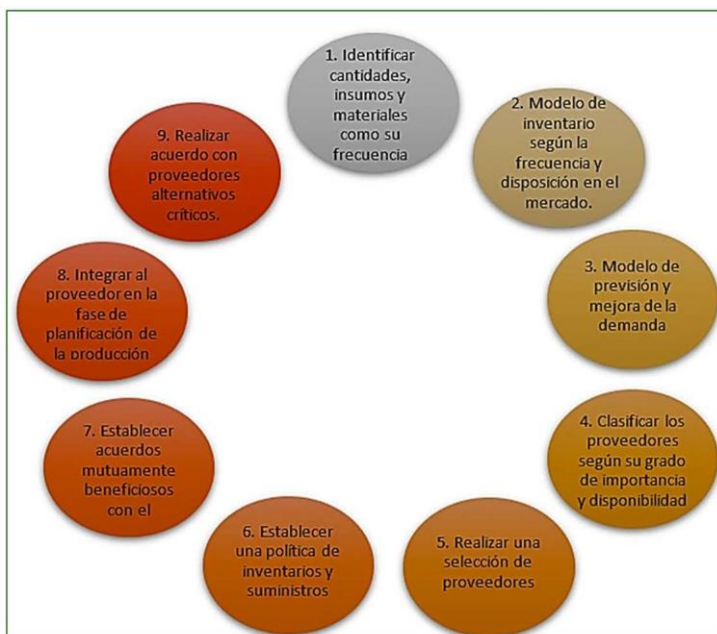 1. Identificar
cantidades,
insumos y
materiales
como su
frecuencia
2. Modelo de
inventario
según la
frecuencia y
disposición en el
mercado.
3. Modelo de
previsión y
mejora de la
demanda
4. Clasificar los
proveedores
según su grado
de importancia
y disponibilidad
5. Realizar una
selección de
proveedores
6. Establecer
una política de
inventarios y
suministros
7. Establecer
acuerdos
mutuamente
beneficiosos
con el
8. Integrar al
proveedor en la
fase de
planificación de
la producción
9. Realizar
acuerdo con
proveedores
alternativos
críticos.